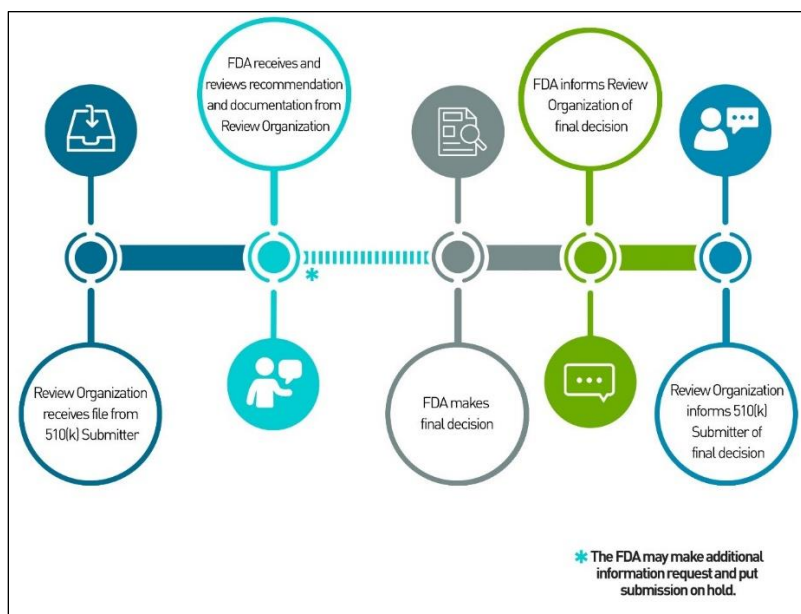 Review Organization
receives file from
510(k) Submitter
FDA receives and
reviews recommendation
and documentation from
Review Organization
*
FDA makes
final decision
FDA informs Review
Organization of
final decision
Review Organization
informs 510(k)
Submitter of
final decision
* The FDA may make additional
information request and put
submission on hold.